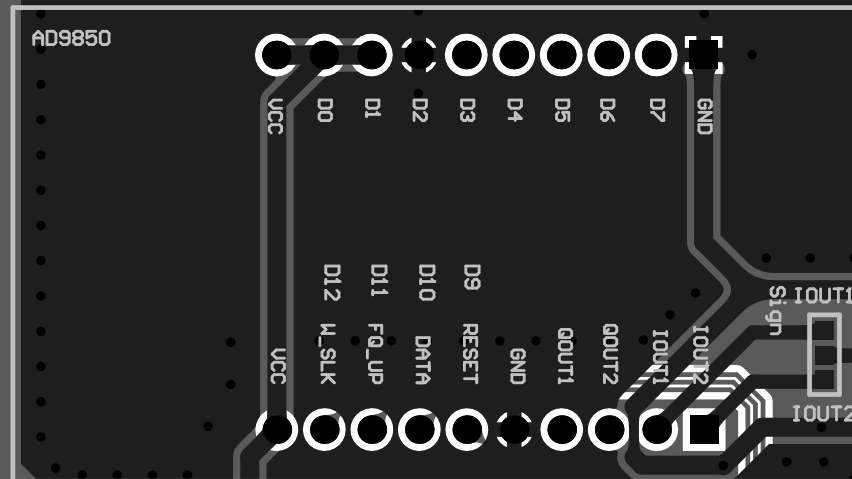 AD9850
VCC D0 D1 D2 D3 D4 D5 D6 D7 GND
D12 D11 D10 D9
Sign IOUT1
VCC W_SLK FQ_UP DATA RESET GND QOUT1 QOUT2 IOUT1 IOUT2
IOUT2